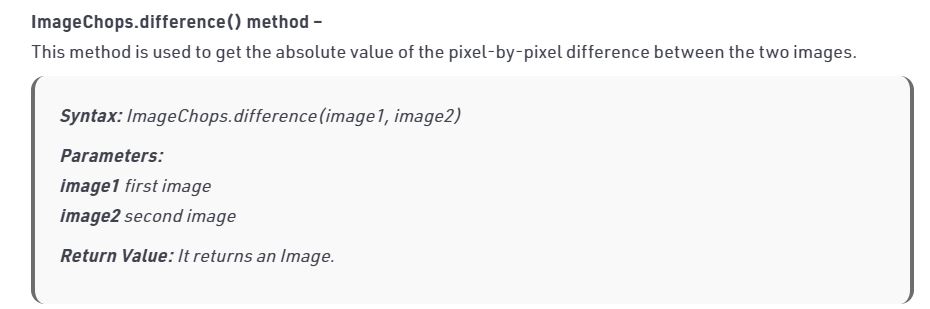 ImageChops.difference() method –
This method is used to get the absolute value of the pixel-by-pixel difference between the two images.
Syntax: ImageChops.difference(image1, image2)
Parameters:
image1 first image
image2 second image
Return Value: It returns an Image.